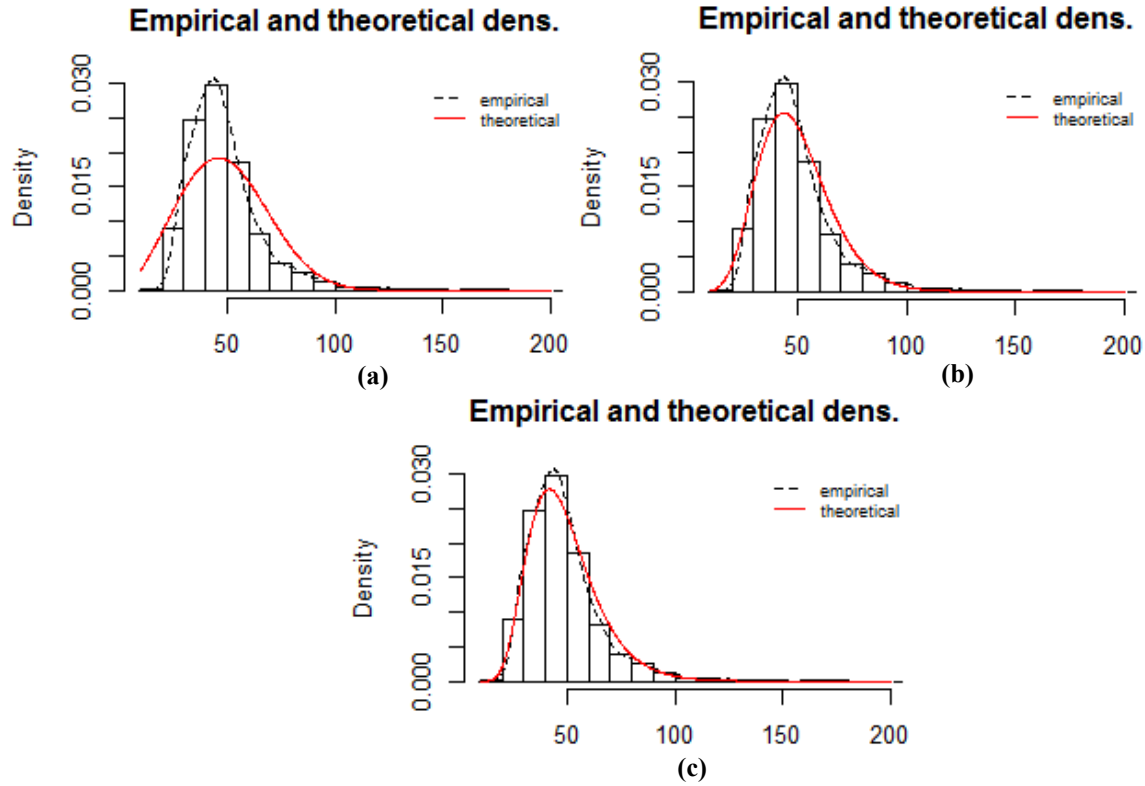 Empirical and theoretical dens.
Density
0.000
0.015
0.030
empirical
theoretical
50
100
150
200
(a)
Empirical and theoretical dens.
Density
0.000
0.015
0.030
empirical
theoretical
50
100
150
200
(b)
Empirical and theoretical dens.
Density
0.000
0.015
0.030
empirical
theoretical
50
100
150
200
(c)